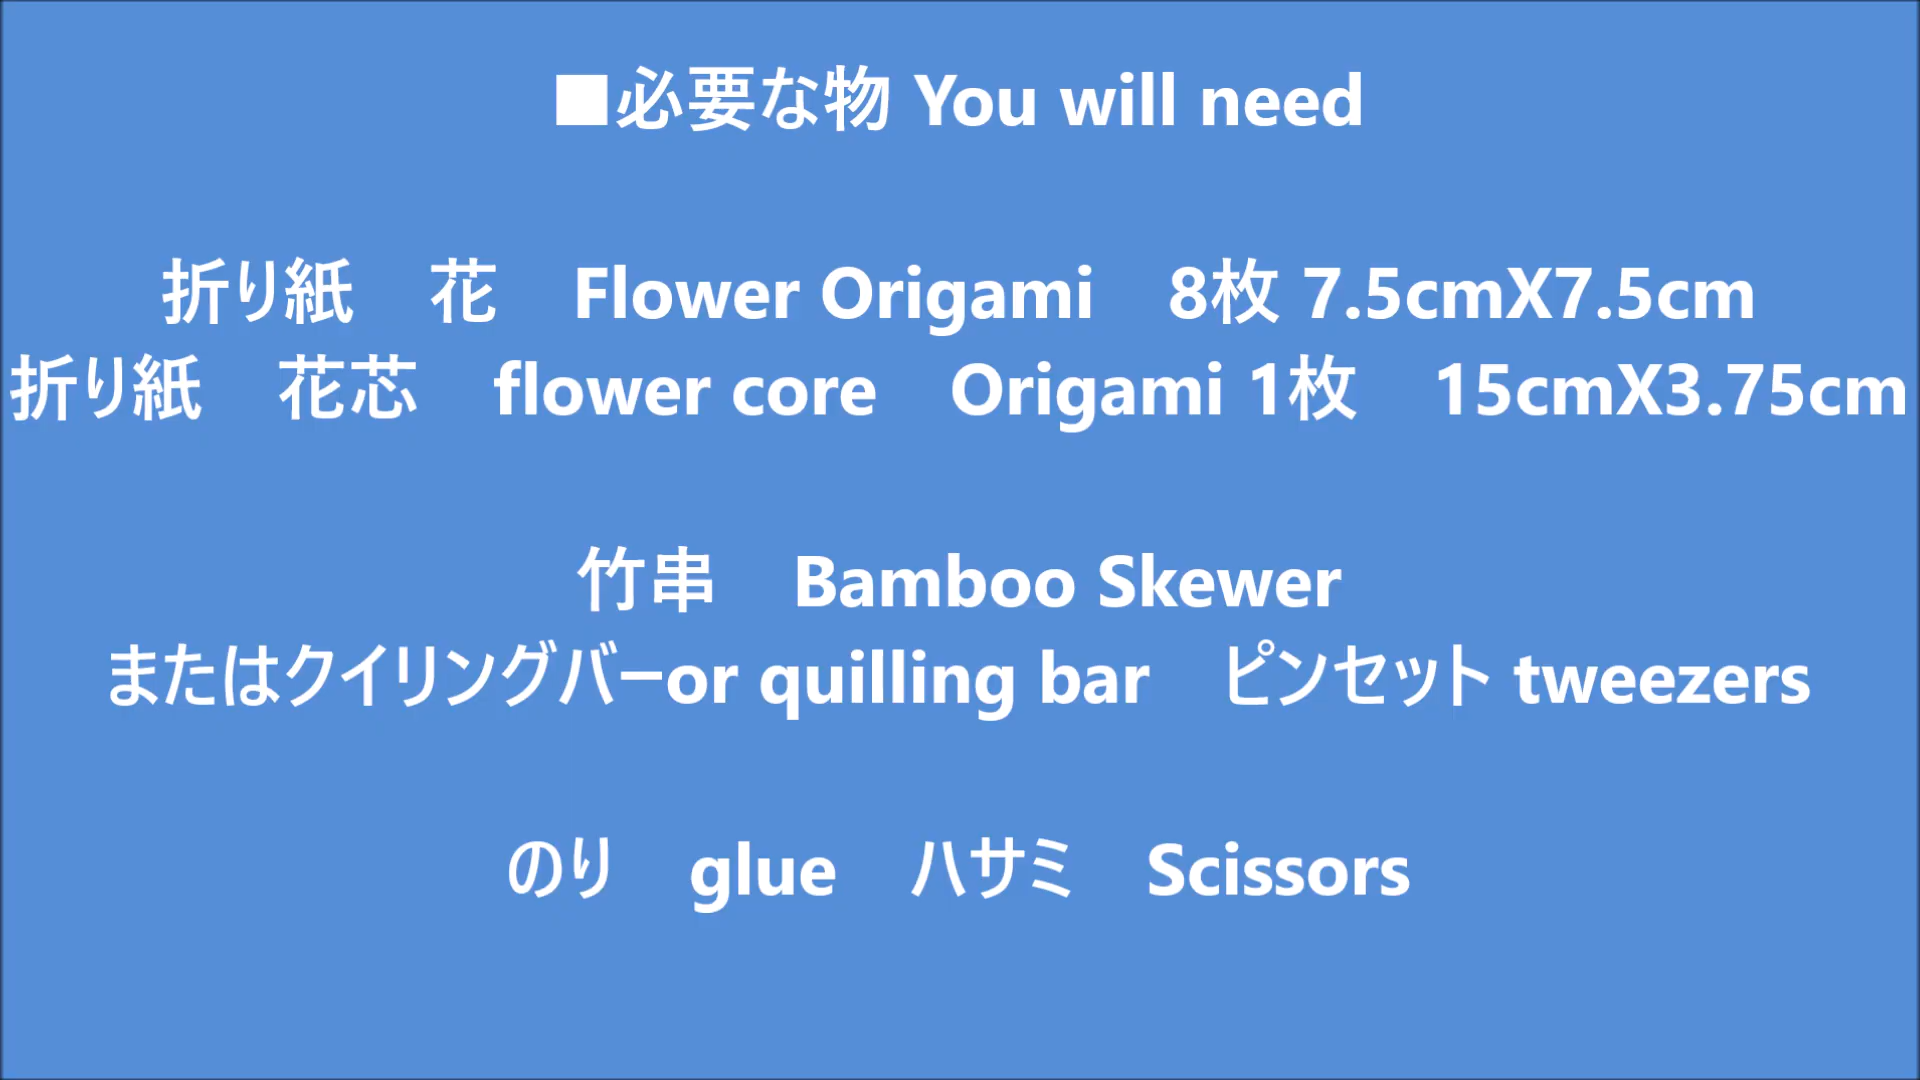 ■必要な物 You will need
折り紙　花　Flower Origami　8枚 7.5cmX7.5cm
折り紙　花芯　flower core　Origami 1枚　15cmX3.75cm
竹串　Bamboo Skewer
またはクイリングバーor quilling bar　ピンセット tweezers
のり　glue　ハサミ　Scissors